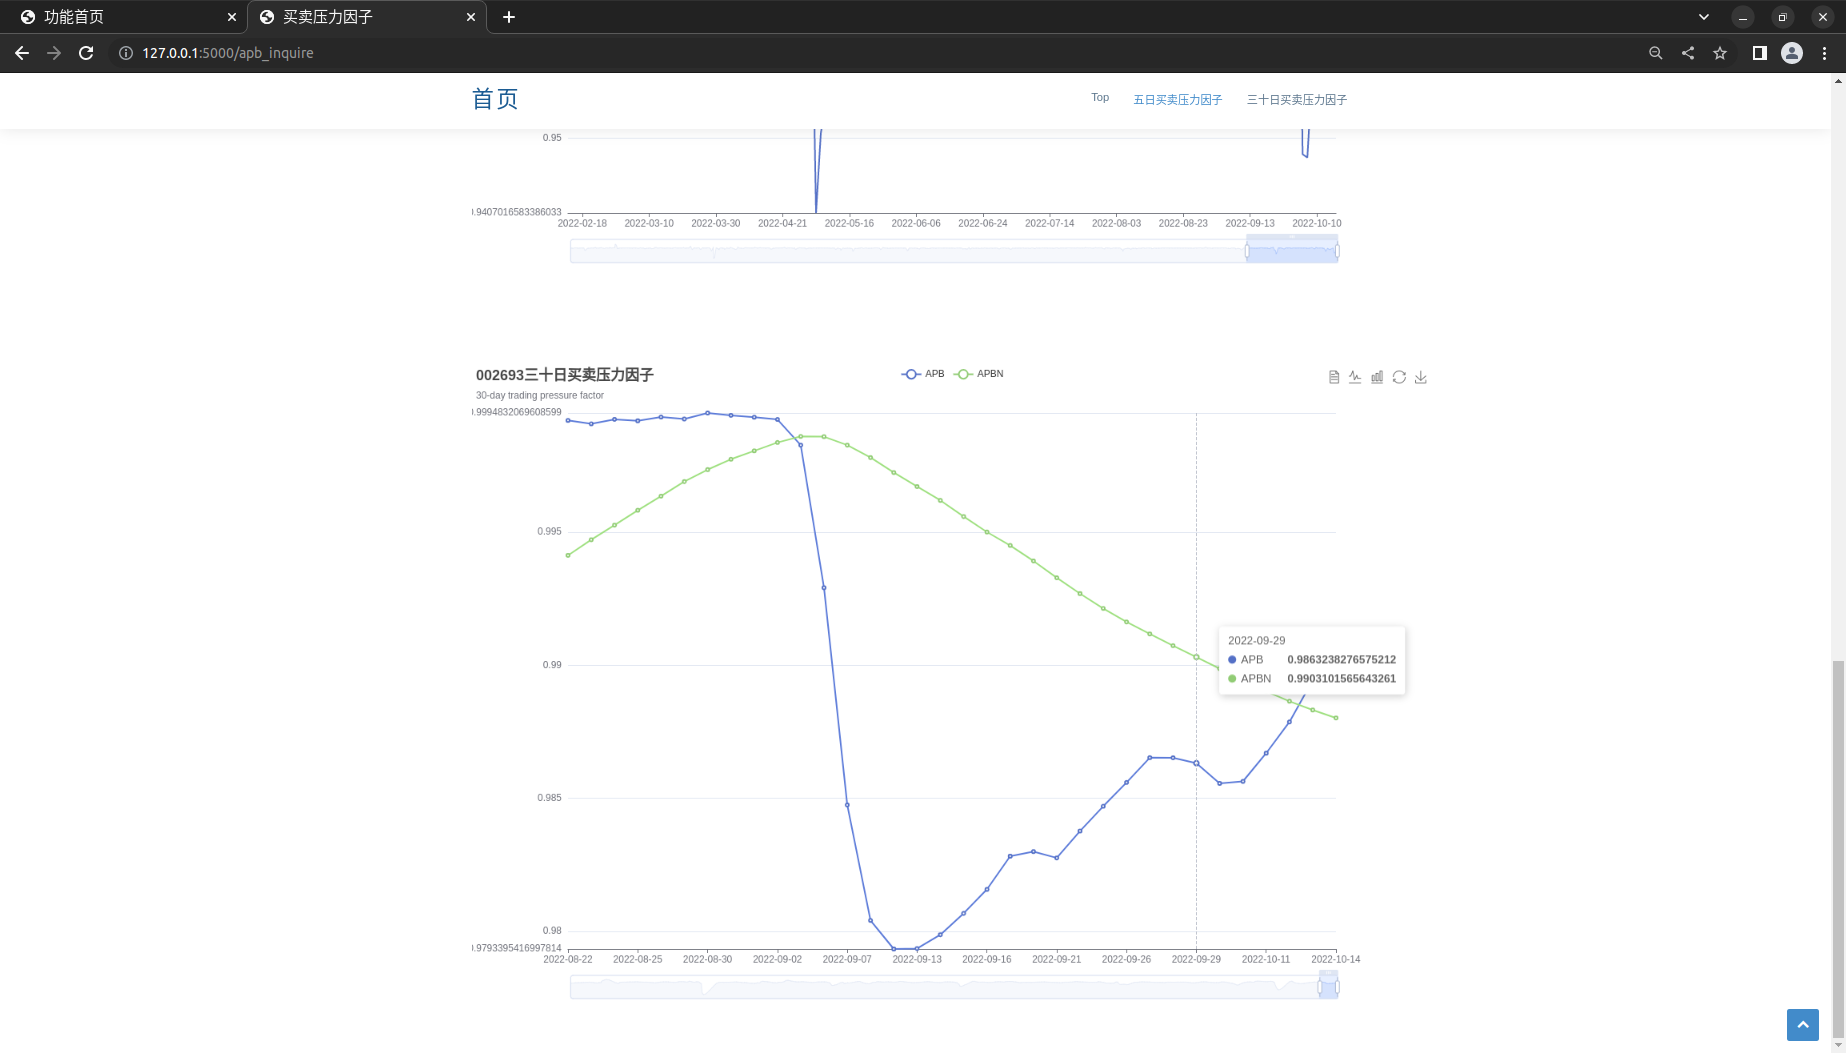 功能首页
买卖压力因子
127.0.0.1:5000/apb_inquire
首页
Top 五日买卖压力因子 三十日买卖压力因子
0.95
0.9407016583386033
2022-02-18 2022-03-10 2022-03-30 2022-04-21 2022-05-16 2022-06-06 2022-06-24 2022-07-14 2022-08-03 2022-08-23 2022-09-13 2022-10-10
002693三十日买卖压力因子
APB APBN
30-day trading pressure factor
0.9994832069608599
0.995
0.99
2022-09-29
APB 0.9863238276575212
APBN 0.9903101565643261
0.985
0.98
0.9793395416997814
2022-08-22 2022-08-25 2022-08-30 2022-09-02 2022-09-07 2022-09-13 2022-09-16 2022-09-21 2022-09-26 2022-09-29 2022-10-11 2022-10-14